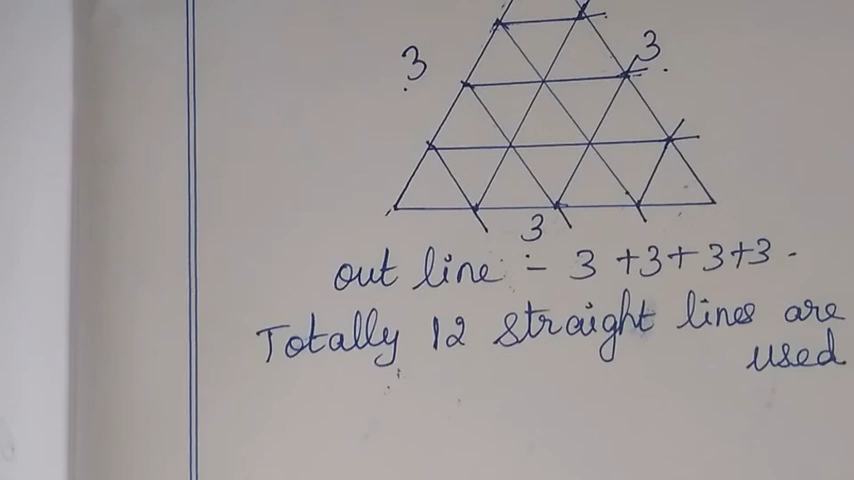 3
3
3
out line :- 3 +3+3+3.
Totally 12 straight lines are
used